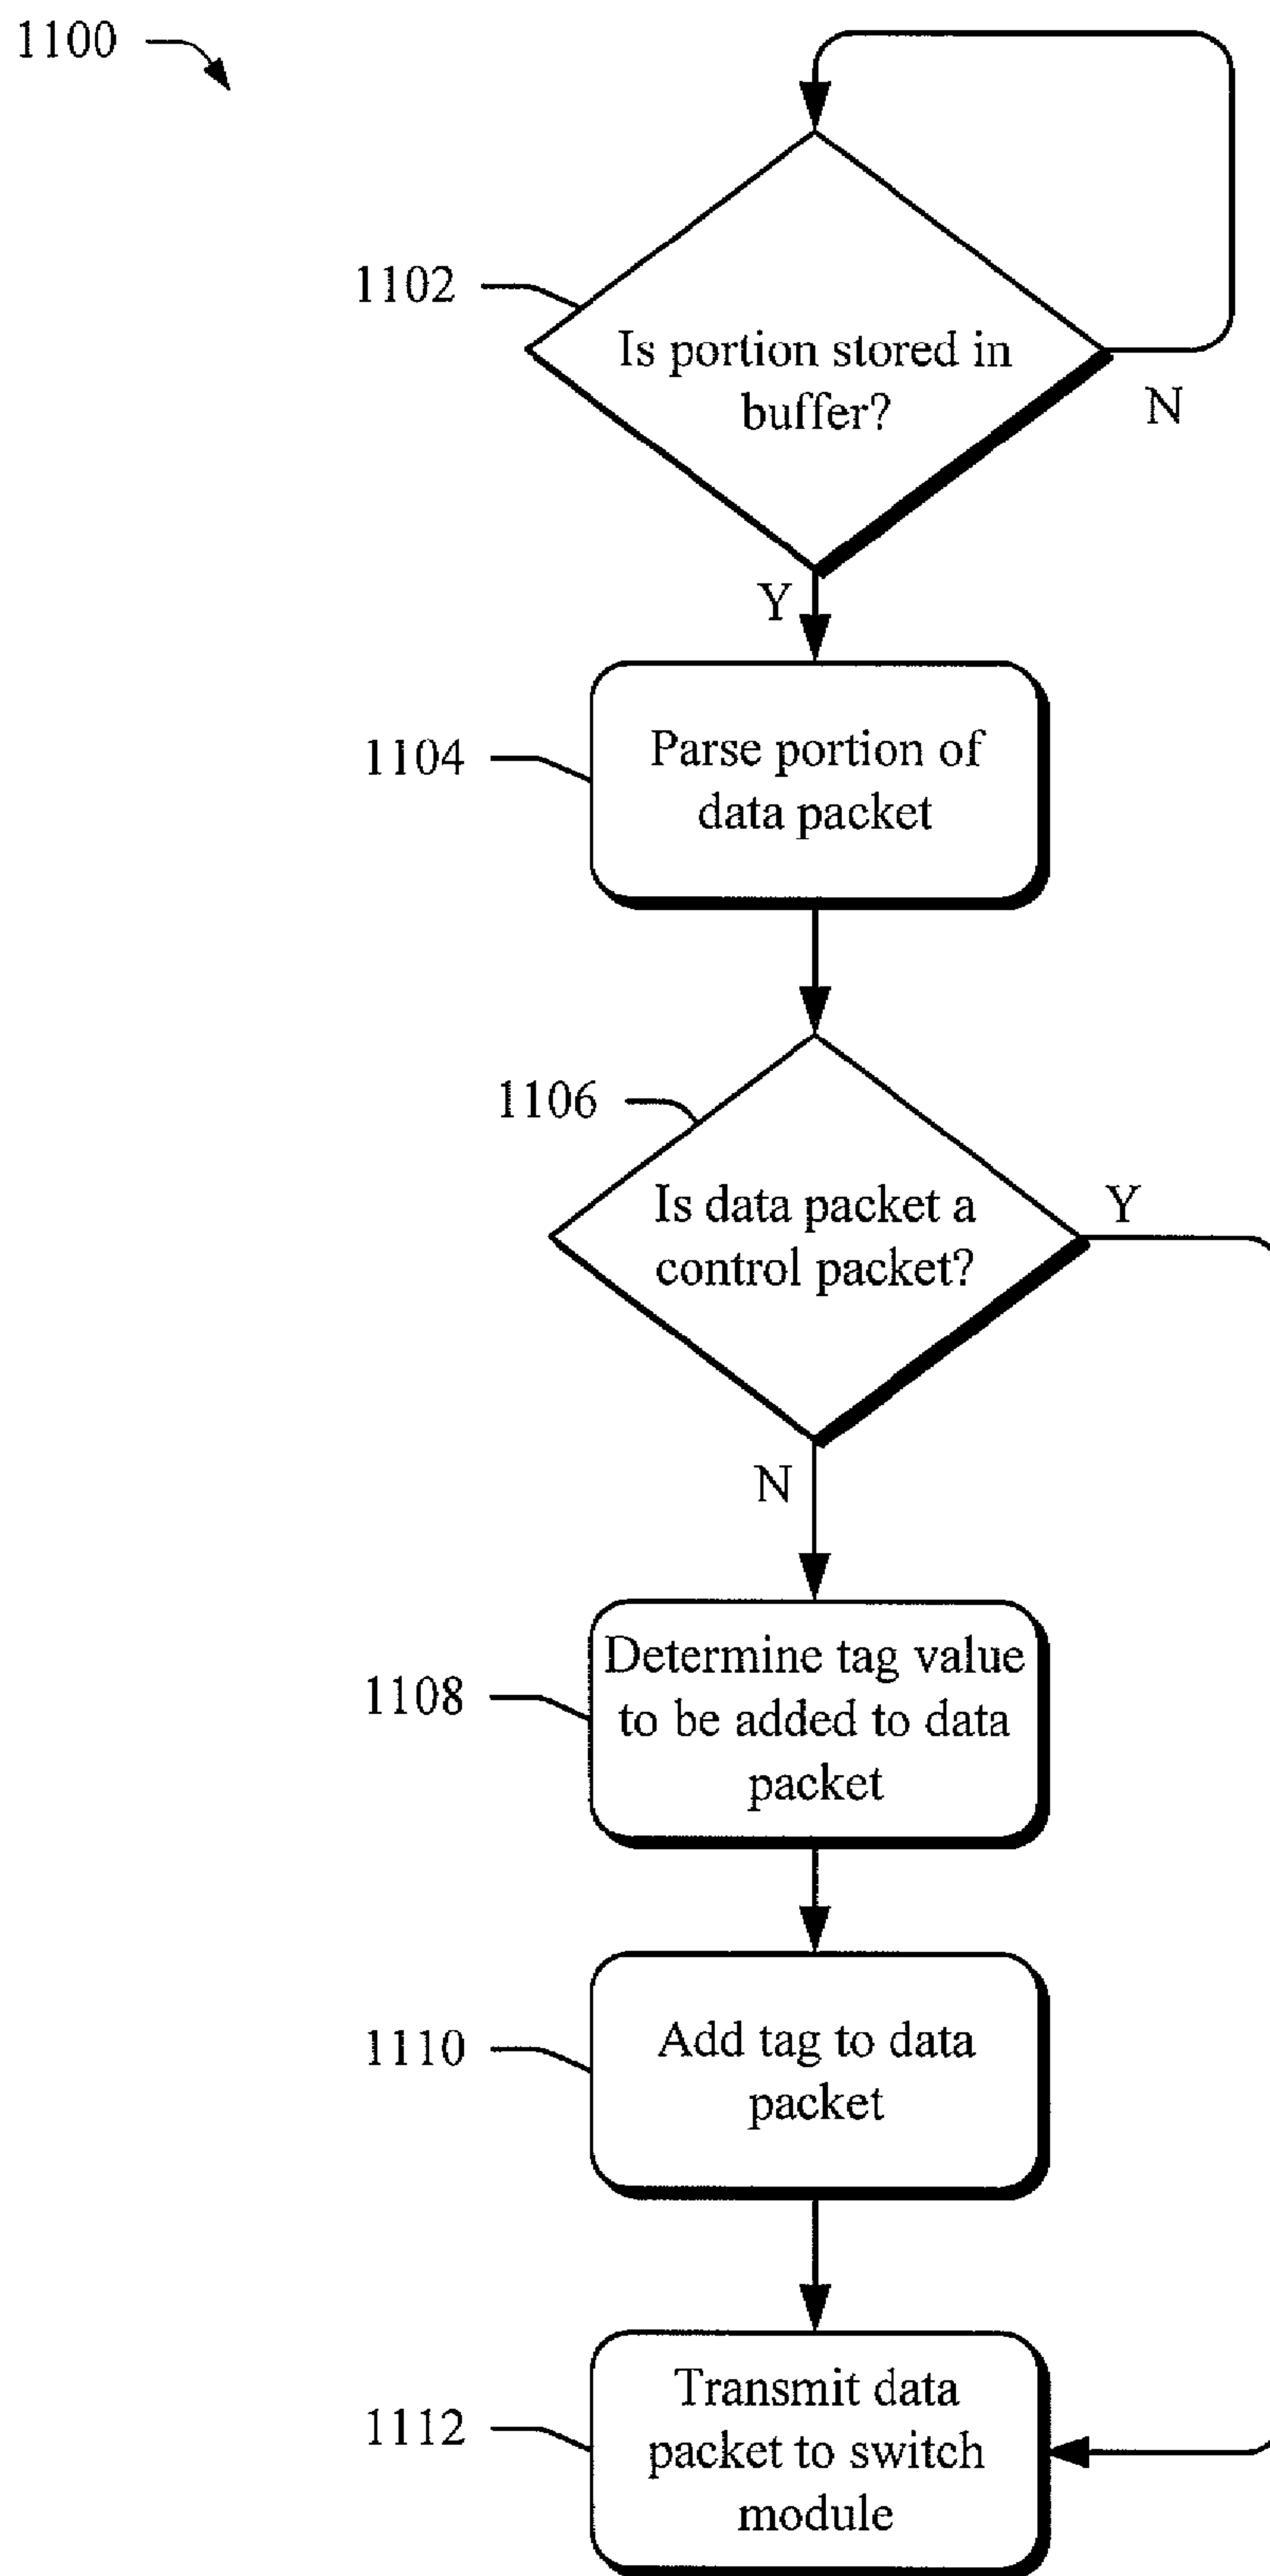 1100
1102
Is portion stored in
buffer?
N
Y
1104
Parse portion of
data packet
1106
Is data packet a
control packet?
Y
N
1108
Determine tag value
to be added to data
packet
1110
Add tag to data
packet
1112
Transmit data
packet to switch
module